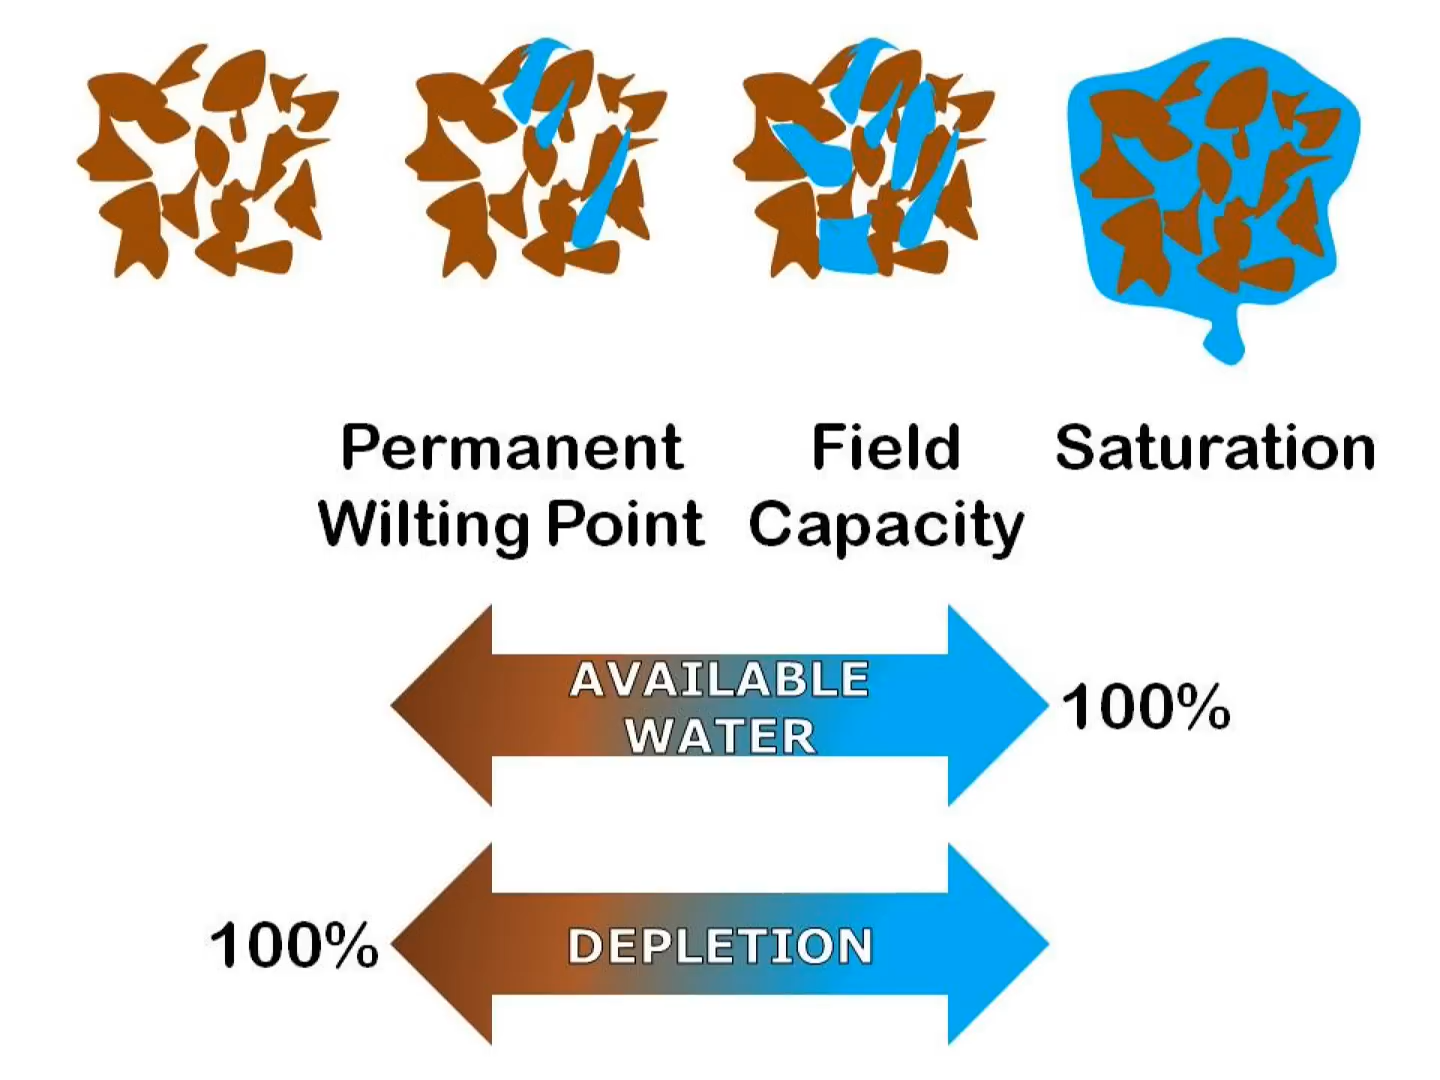 Permanent
Wilting Point
Field
Capacity
Saturation
AVAILABLE
WATER
100%
100%
DEPLETION